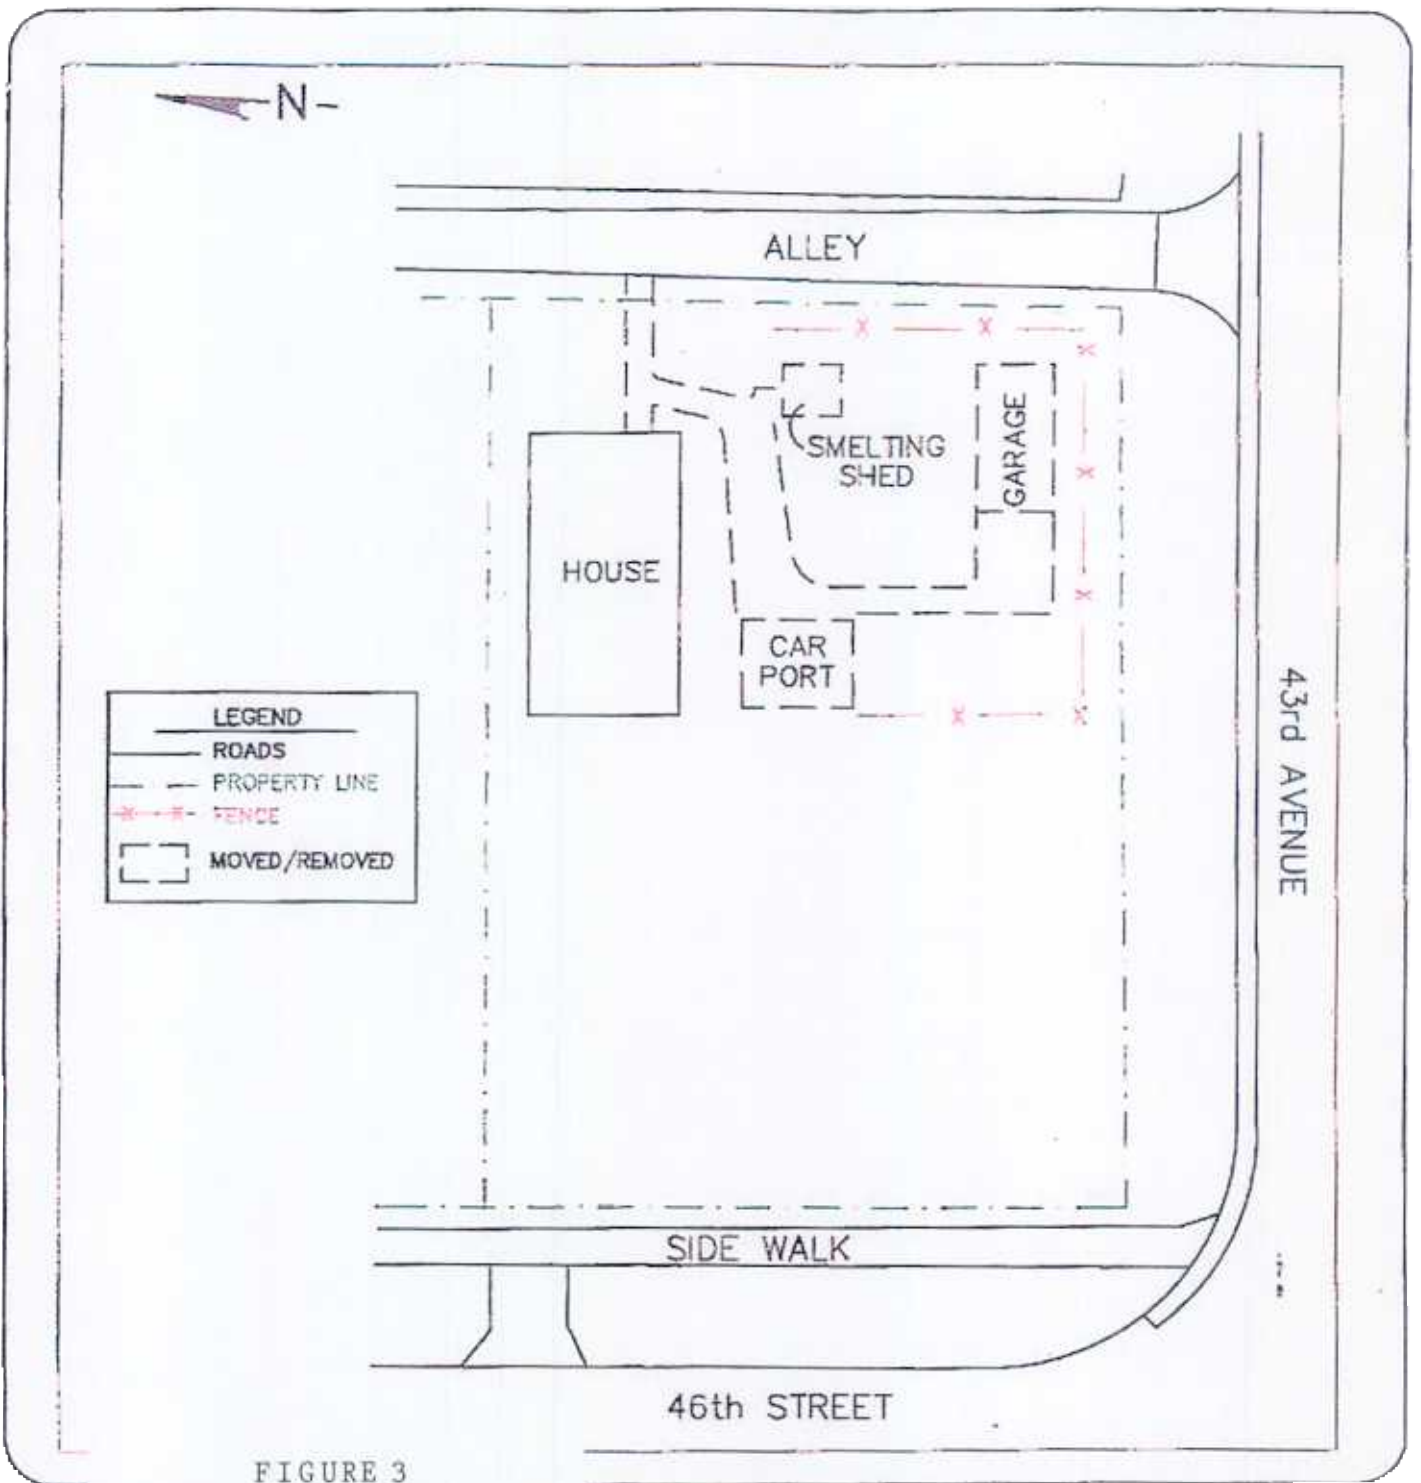 N
ALLEY
SMELTING
SHED
GARAGE
HOUSE
CAR
PORT
43rd AVENUE
LEGEND
ROADS
PROPERTY LINE
FENCE
MOVED/REMOVED
SIDE WALK
46th STREET
FIGURE 3